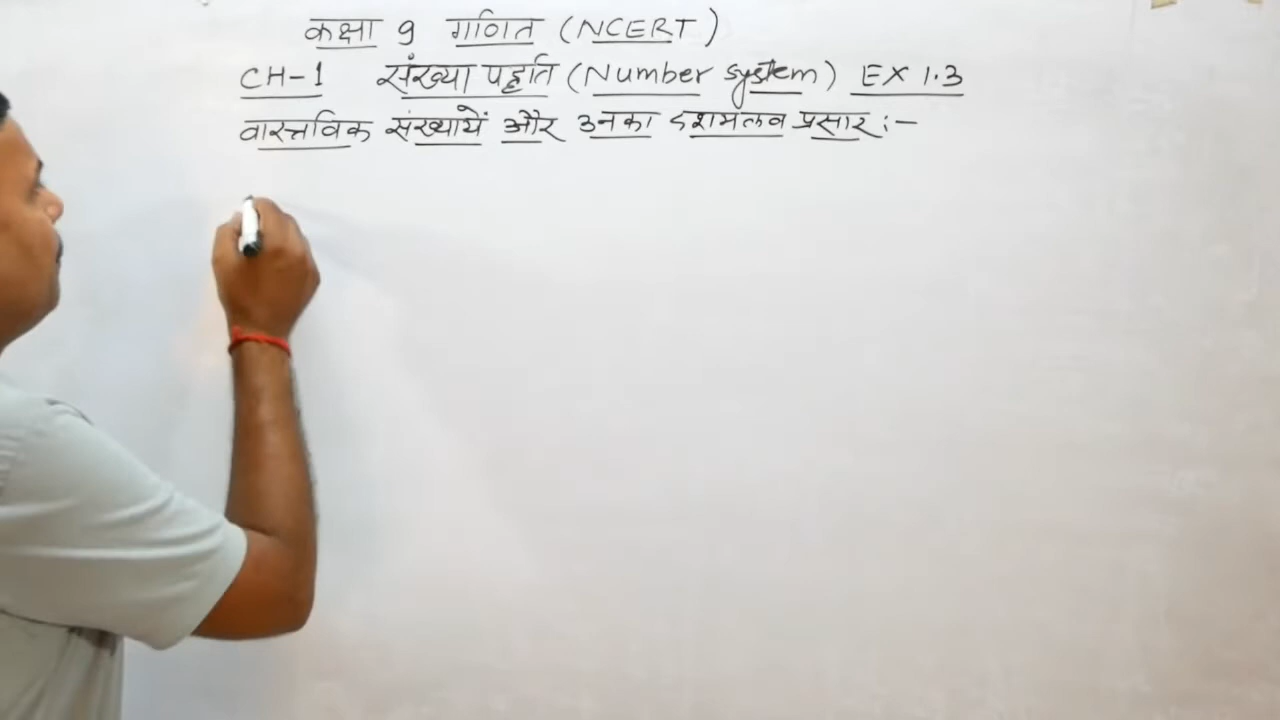 कक्षा 9 गणित (NCERT)
CH-1 संख्या पद्धति (Number system) EX 1.3
वास्तविक संख्यायें और उनका दशमलव प्रसार :-